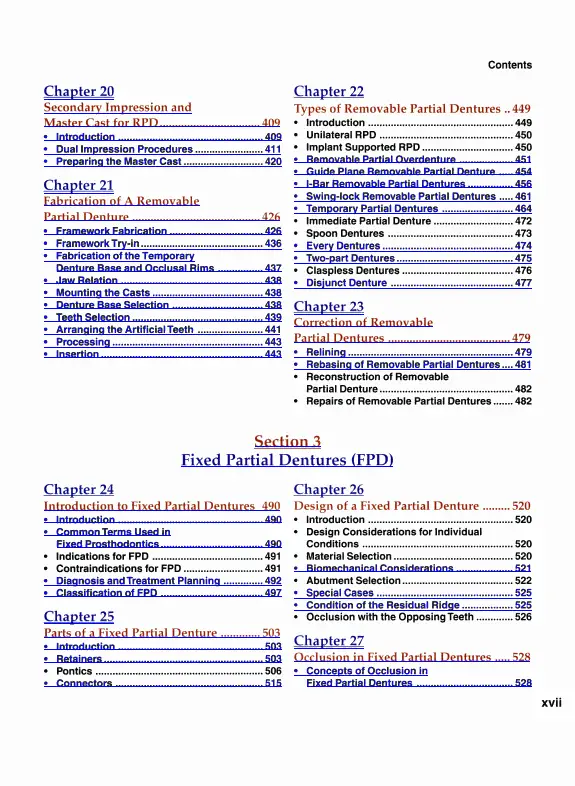 Contents
Chapter 20
Secondary Impression and
Master Cast for RPD ............................... 409
• Introduction ................................................... 409
• Dual Impression Procedures ........................ 411
• Preparing the Master Cast ............................ 420
Chapter 21
Fabrication of A Removable
Partial Denture ....................................... 426
• Framework Fabrication ................................. 426
• Framework Try-in ........................................... 436
• Fabrication of the Temporary
Denture Base and Occlusal Rims ................ 437
• Jaw Relation .................................................. 438
• Mounting the Casts ....................................... 438
• Denture Base Selection ................................ 438
• Teeth Selection .............................................. 439
• Arranging the Artificial Teeth ....................... 441
• Processing ..................................................... 443
• Insertion ......................................................... 443
Chapter 22
Types of Removable Partial Dentures .. 449
• Introduction ................................................... 449
• Unilateral RPD ............................................... 450
• Implant Supported RPD ................................ 450
• Removable Partial Overdenture ................... 451
• Guide Plane Removable Partial Denture ..... 454
• I-Bar Removable Partial Dentures ................ 456
• Swing-lock Removable Partial Dentures ..... 461
• Temporary Partial Dentures ......................... 464
• Immediate Partial Denture ............................ 472
• Spoon Dentures ............................................ 473
• Every Dentures .............................................. 474
• Two-part Dentures ......................................... 475
• Claspless Dentures ....................................... 476
• Disjunct Denture ........................................... 477
Chapter 23
Correction of Removable
Partial Dentures ..................................... 479
• Relining .......................................................... 479
• Rebasing of Removable Partial Dentures .... 481
• Reconstruction of Removable
Partial Denture ............................................... 482
• Repairs of Removable Partial Dentures ....... 482
Section 3
Fixed Partial Dentures (FPD)
Chapter 24
Introduction to Fixed Partial Dentures 490
• Introduction ................................................... 490
• Common Terms Used in
Fixed Prosthodontics .................................... 490
• Indications for FPD ....................................... 491
• Contraindications for FPD ............................ 491
• Diagnosis and Treatment Planning .............. 492
• Classification of FPD .................................... 497
Chapter 25
Parts of a Fixed Partial Denture ............ 503
• Introduction ................................................... 503
• Retainers ........................................................ 503
• Pontics ........................................................... 506
• Connectors .................................................... 515
Chapter 26
Design of a Fixed Partial Denture ......... 520
• Introduction ................................................... 520
• Design Considerations for Individual
Conditions ..................................................... 520
• Material Selection .......................................... 520
• Biomechanical Considerations .................... 521
• Abutment Selection ....................................... 522
• Special Cases ................................................ 525
• Condition of the Residual Ridge .................. 525
• Occlusion with the Opposing Teeth ............. 526
Chapter 27
Occlusion in Fixed Partial Dentures ..... 528
• Concepts of Occlusion in
Fixed Partial Dentures .................................. 528
xvii